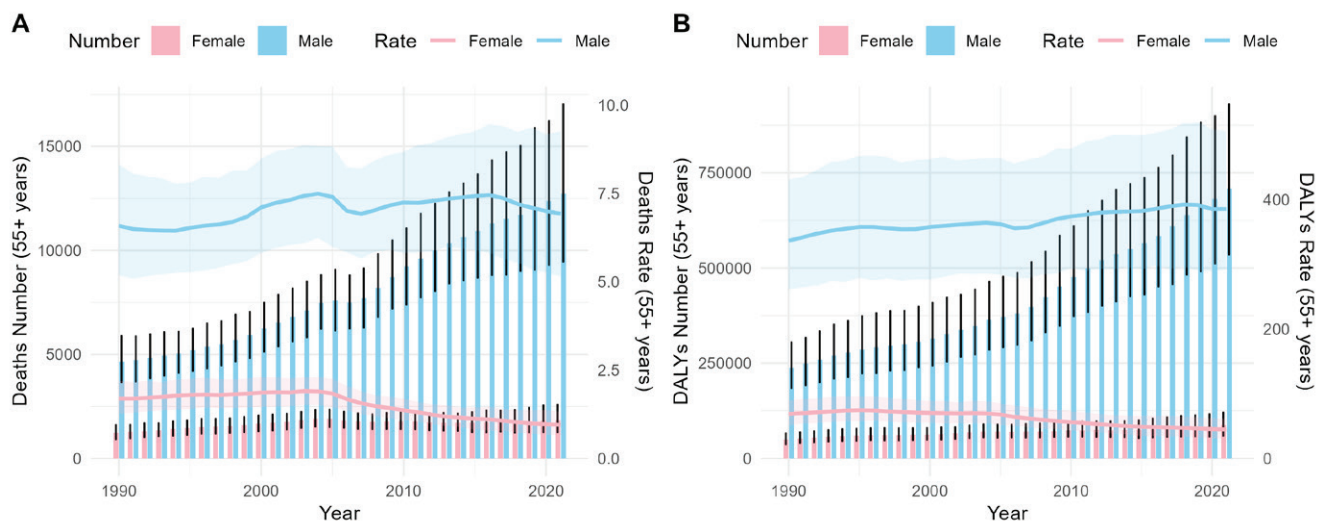 A
Number Female Male Rate Female Male
Deaths Number (55+ years)
15000
10000
5000
0
10.0
7.5
5.0
2.5
0.0
Deaths Rate (55+ years)
1990 2000 2010 2020
Year
B
Number Female Male Rate Female Male
DALYs Number (55+ years)
750000
500000
250000
0
400
200
0
DALYs Rate (55+ years)
1990 2000 2010 2020
Year